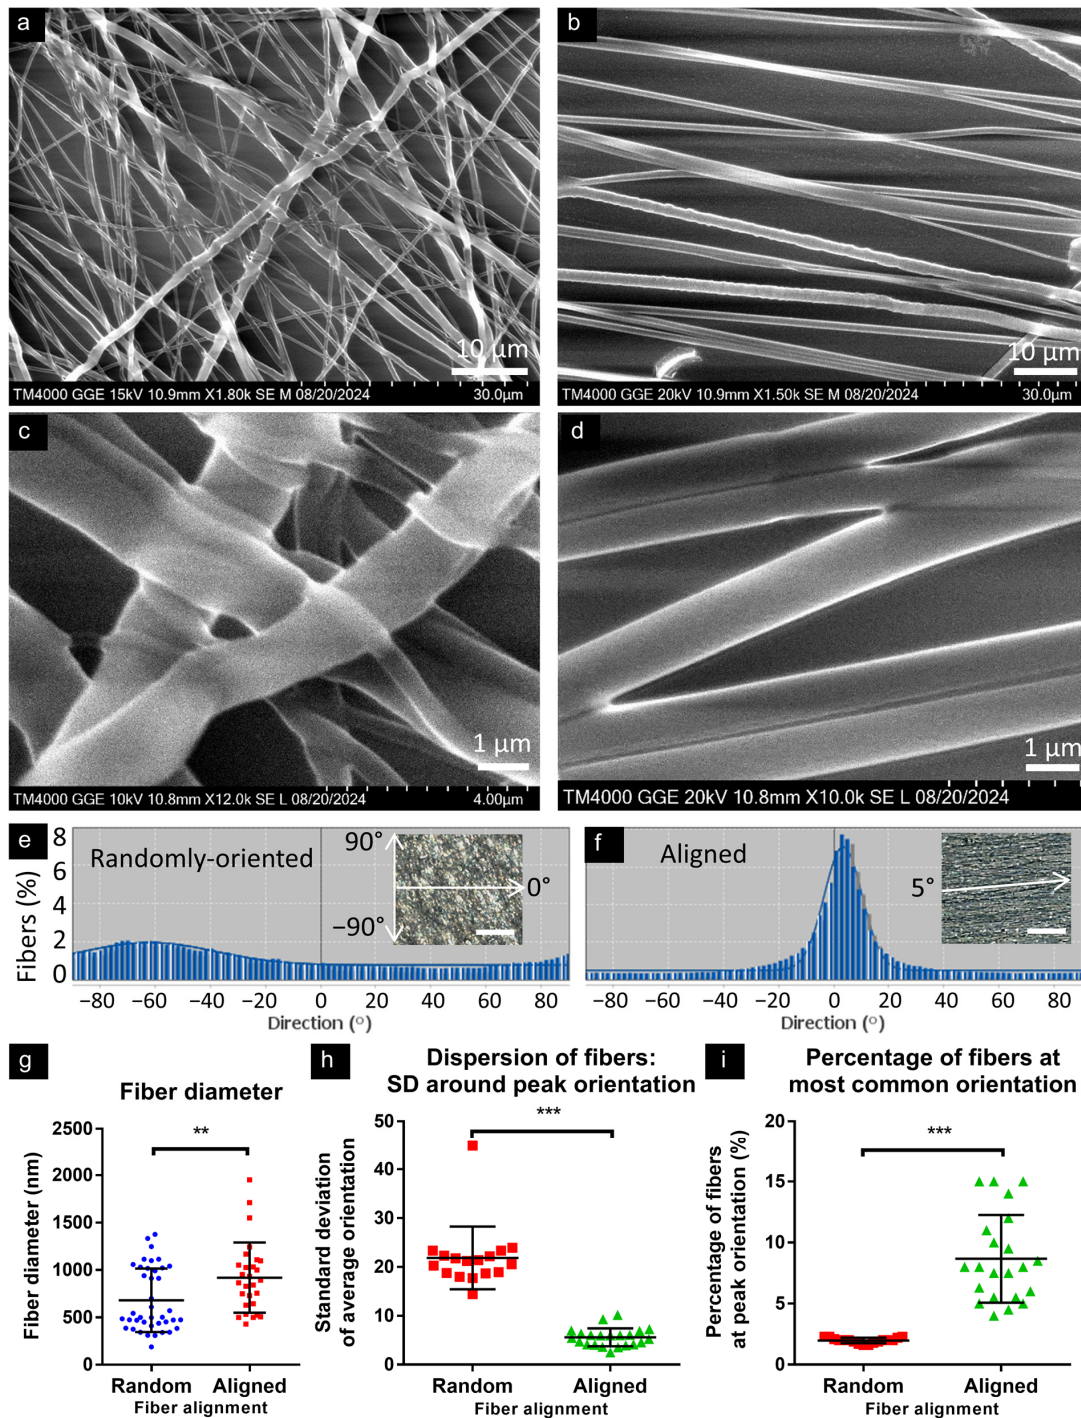 a
b
10 µm
10 µm
TM4000 GGE 15kV 10.9mm X1.80k SE M 08/20/2024 30.0µm
TM4000 GGE 20kV 10.9mm X1.50k SE M 08/20/2024 30.0µm
c
d
1 µm
1 µm
TM4000 GGE 10kV 10.8mm X12.0k SE L 08/20/2024 4.00µm
TM4000 GGE 20kV 10.8mm X10.0k SE L 08/20/2024
e
Randomly-oriented
90°
0°
−90°
Fibers (%)
8
6
4
2
0
−80 −60 −40 −20 0 20 40 60 80
Direction (°)
f
Aligned
5°
−80 −60 −40 −20 0 20 40 60 80
Direction (°)
g
Fiber diameter
**
Fiber diameter (nm)
2500
2000
1500
1000
500
0
Random Aligned
Fiber alignment
h
Dispersion of fibers:
SD around peak orientation
***
Standard deviation
of average orientation
50
40
30
20
10
0
Random Aligned
Fiber alignment
i
Percentage of fibers at
most common orientation
***
Percentage of fibers
at peak orientation (%)
20
15
10
5
0
Random Aligned
Fiber alignment